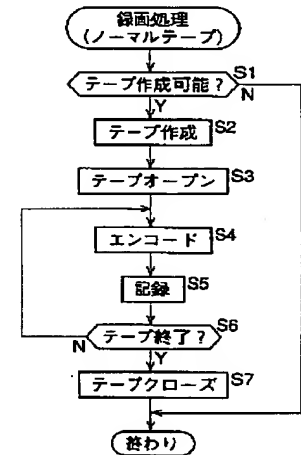 録画処理
(ノーマルテープ)
テープ作成可能? S1
N
Y
テープ作成 S2
テープオープン S3
エンコード S4
記録 S5
テープ終了? S6
N
Y
テープクローズ S7
終わり